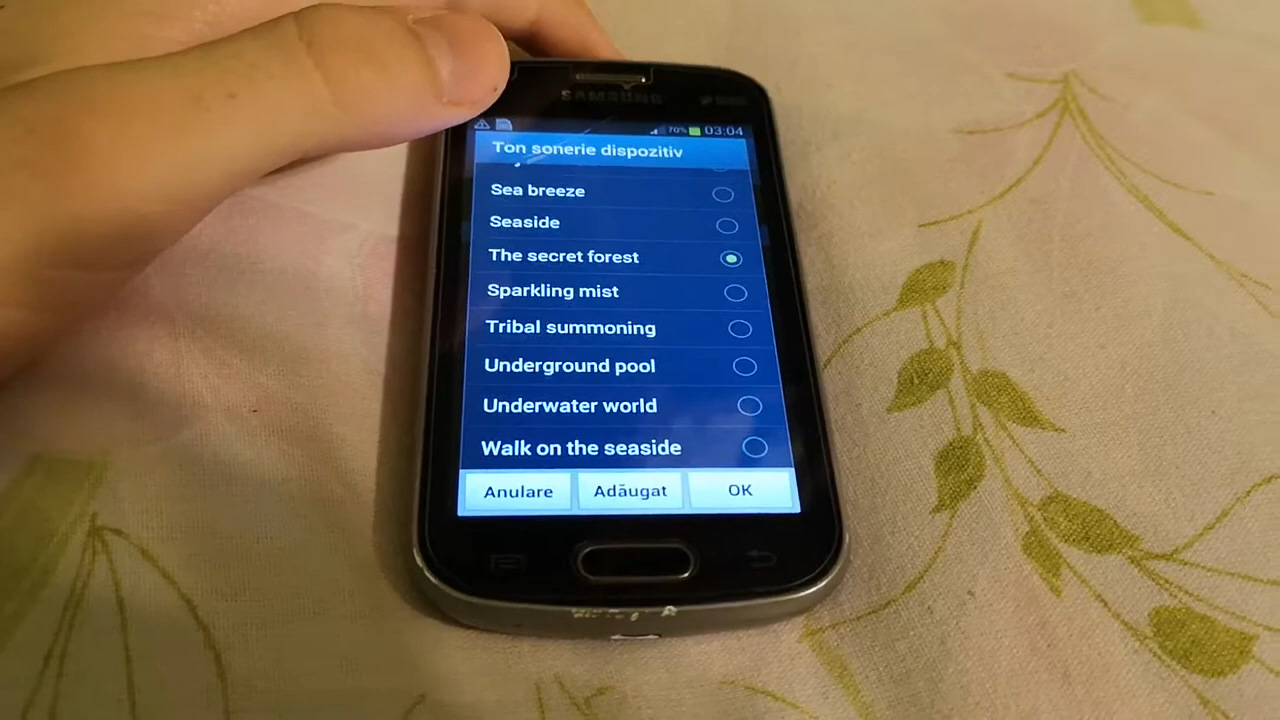 SAMSUNG
70% 03:04
Ton sonerie dispozitiv
Sea breeze
Seaside
The secret forest
Sparkling mist
Tribal summoning
Underground pool
Underwater world
Walk on the seaside
Anulare Adăugat OK